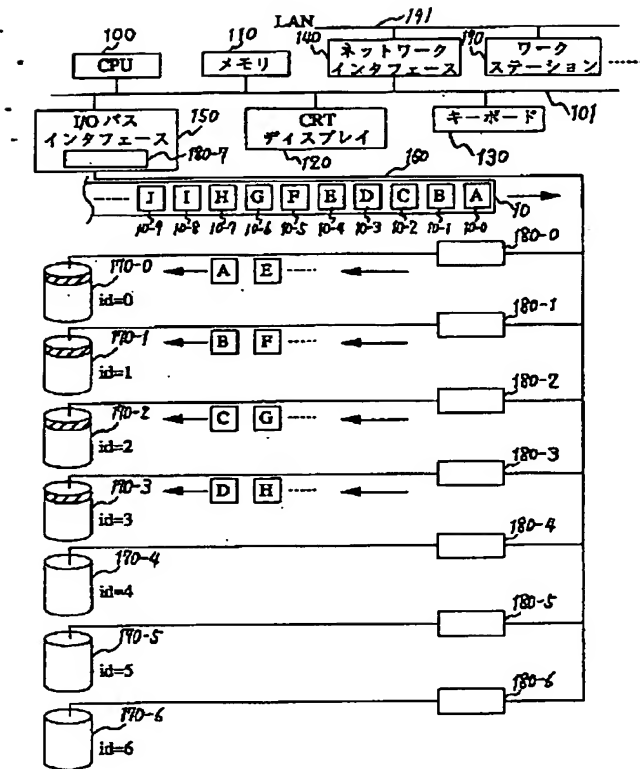 LAN 191
100 110 140 190
CPU メモリ ネットワーク ワーク
インタフェース ステーション ......
I/O バス 150 CRT キーボード 101
インタフェース ディスプレイ
180-7 120 130
160
...... J I H G F E D C B A 10
10-9 10-8 10-7 10-6 10-5 10-4 10-3 10-2 10-1 10-0
180-0
170-0 A E ......
id=0
180-1
170-1 B F ......
id=1
180-2
170-2 C G ......
id=2
180-3
170-3 D H ......
id=3
180-4
170-4
id=4
180-5
170-5
id=5
180-6
170-6
id=6